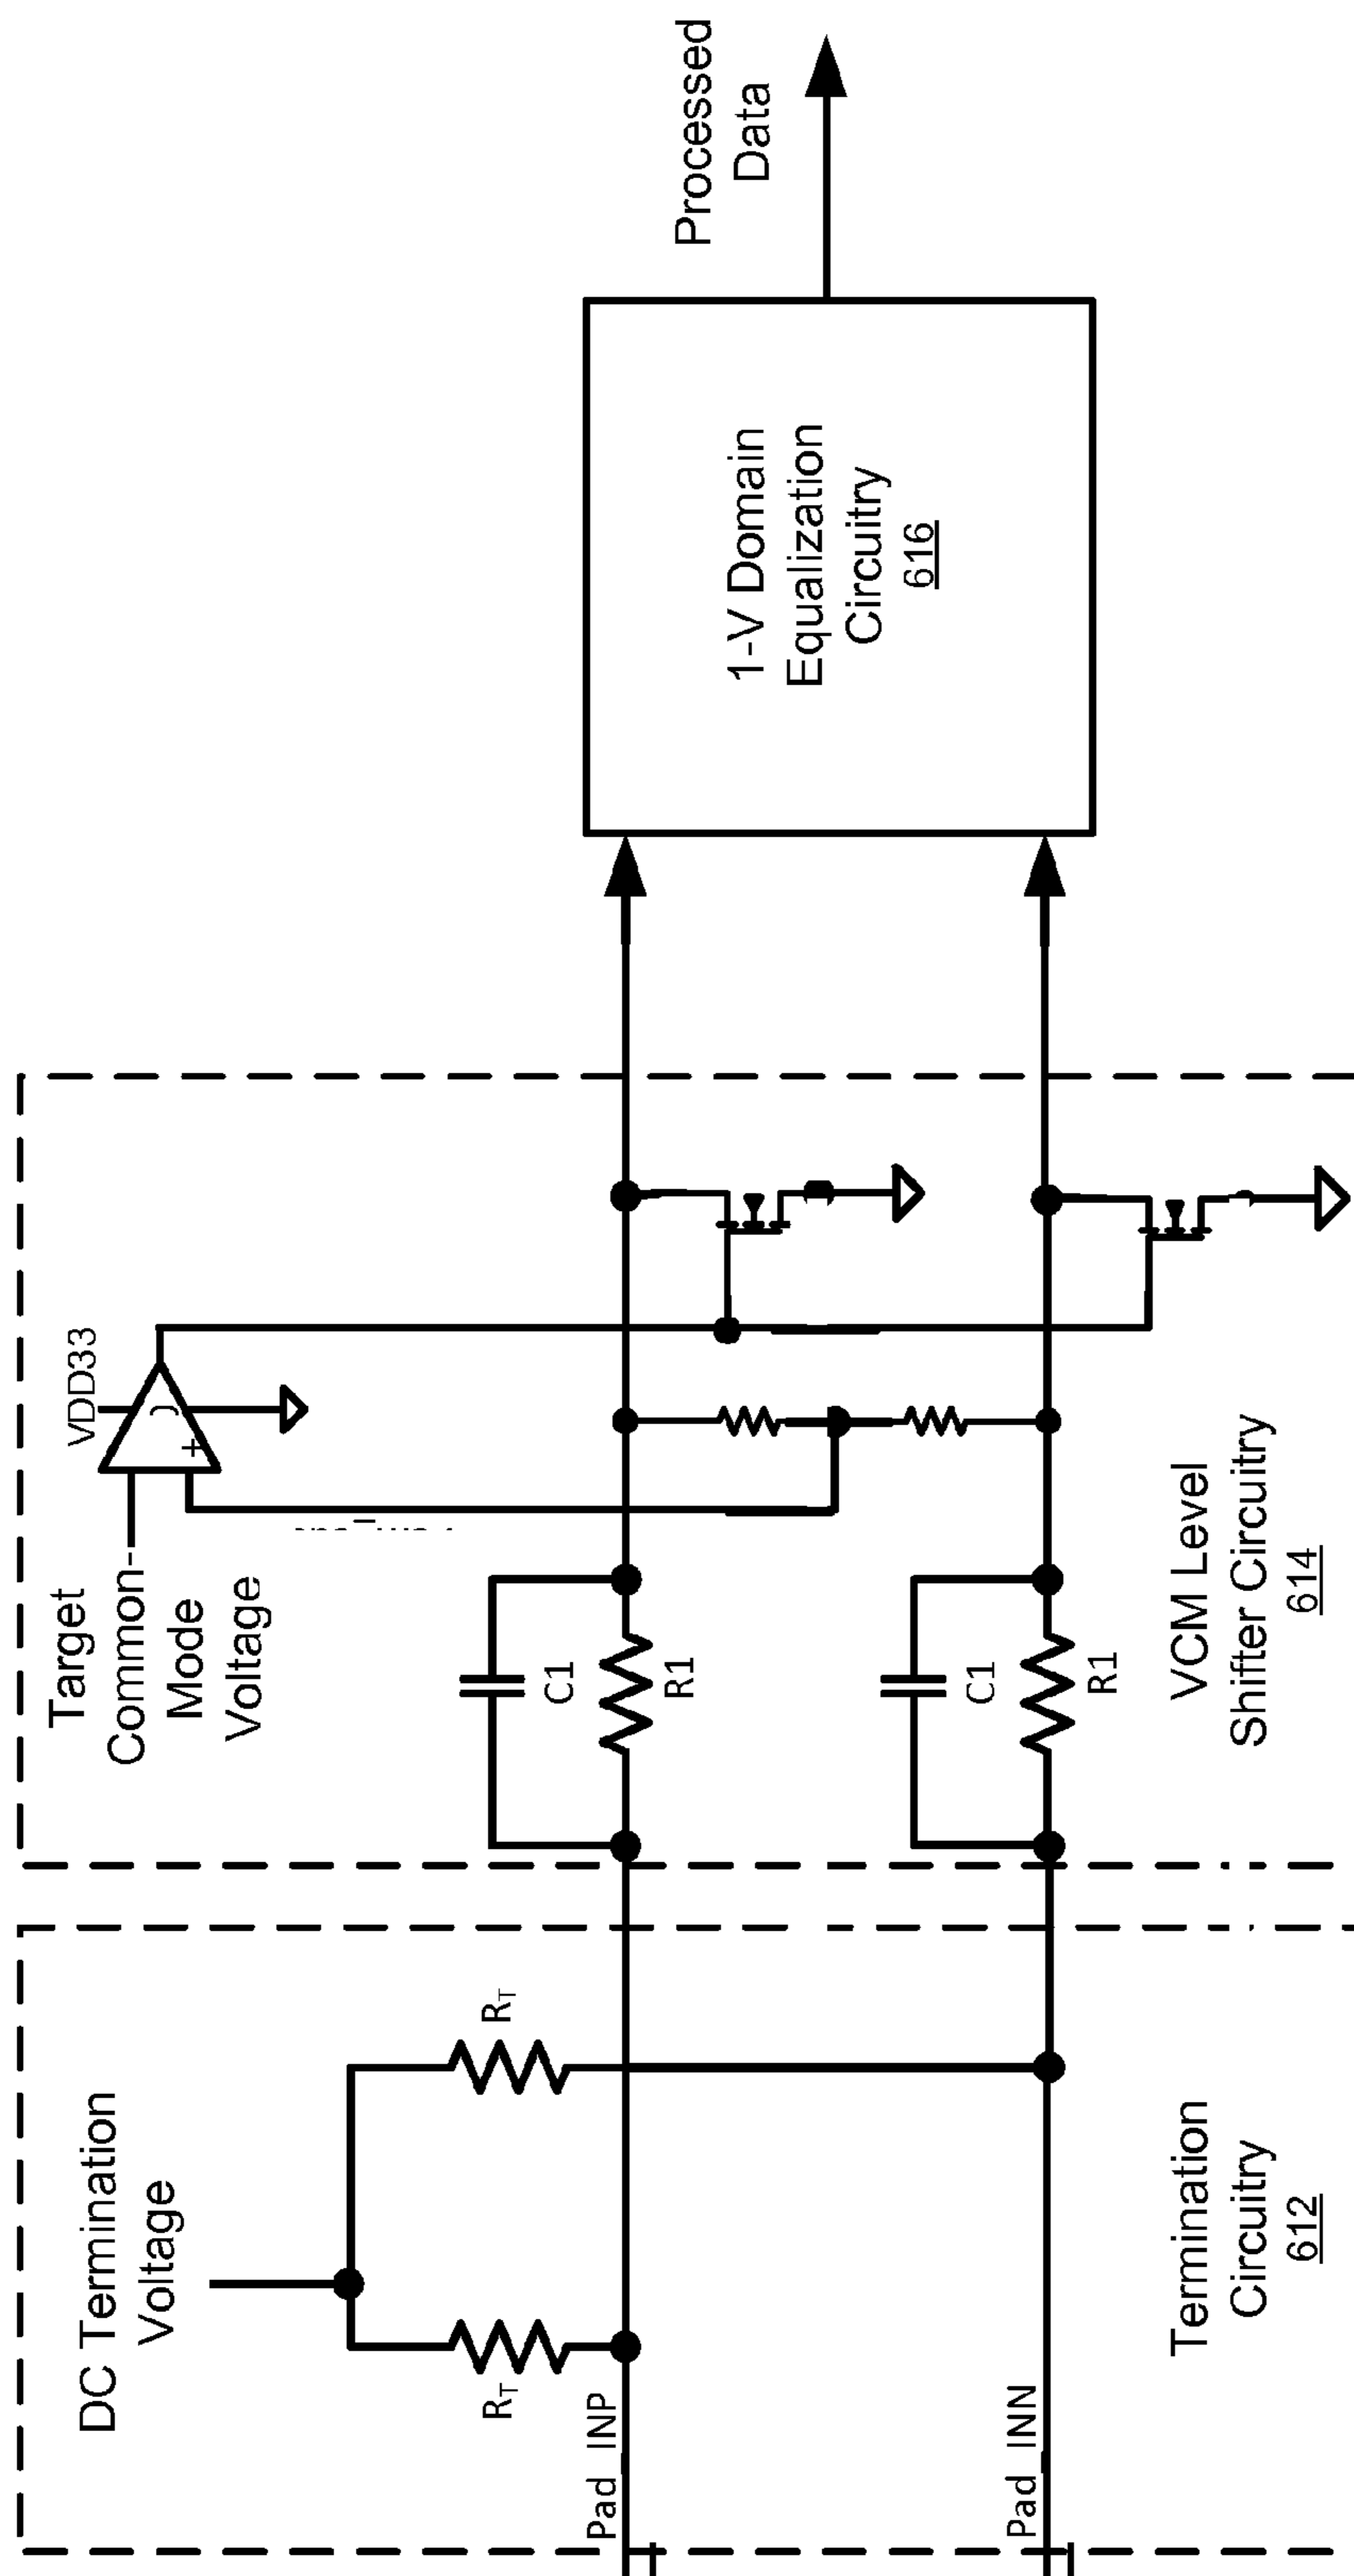 DC Termination
Voltage
RT
RT
Pad_INP
Pad_INN
Termination
Circuitry
612
Target
Common-
Mode
Voltage
VDD33
+
C1
R1
C1
R1
VCM Level
Shifter Circuitry
614
1-V Domain
Equalization
Circuitry
616
Processed
Data